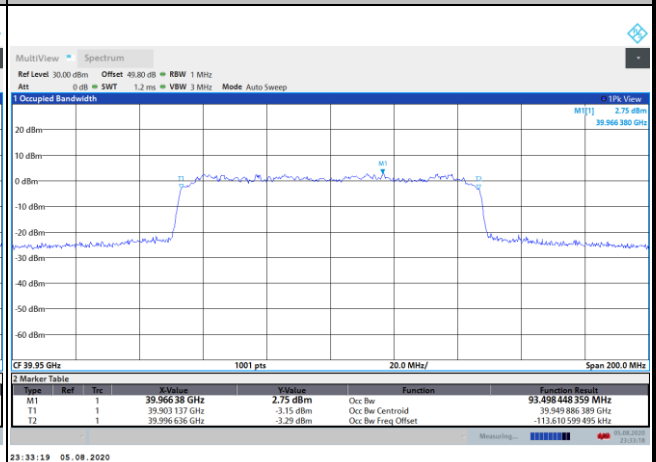 MultiView Spectrum
Ref Level 30.00 dBm Offset 49.80 dB RBW 1 MHz
Att 0 dB SWT 1.2 ms VBW 3 MHz Mode Auto Sweep
1 Occupied Bandwidth 1Pk View
M1[1] 2.75 dBm
39.966 380 GHz
20 dBm
10 dBm
M1
T1 T2
0 dBm
-10 dBm
-20 dBm
-30 dBm
-40 dBm
-50 dBm
-60 dBm
CF 39.95 GHz 1001 pts 20.0 MHz/ Span 200.0 MHz
2 Marker Table
Type Ref Trc X-Value Y-Value Function Function Result
M1 1 39.966 38 GHz 2.75 dBm Occ Bw 93.498 448 359 MHz
T1 1 39.903 137 GHz -3.15 dBm Occ Bw Centroid 39.949 886 389 GHz
T2 1 39.996 636 GHz -3.29 dBm Occ Bw Freq Offset -113.610 599 495 kHz
Measuring... 05.08.2020
23:33:18
23:33:19 05.08.2020